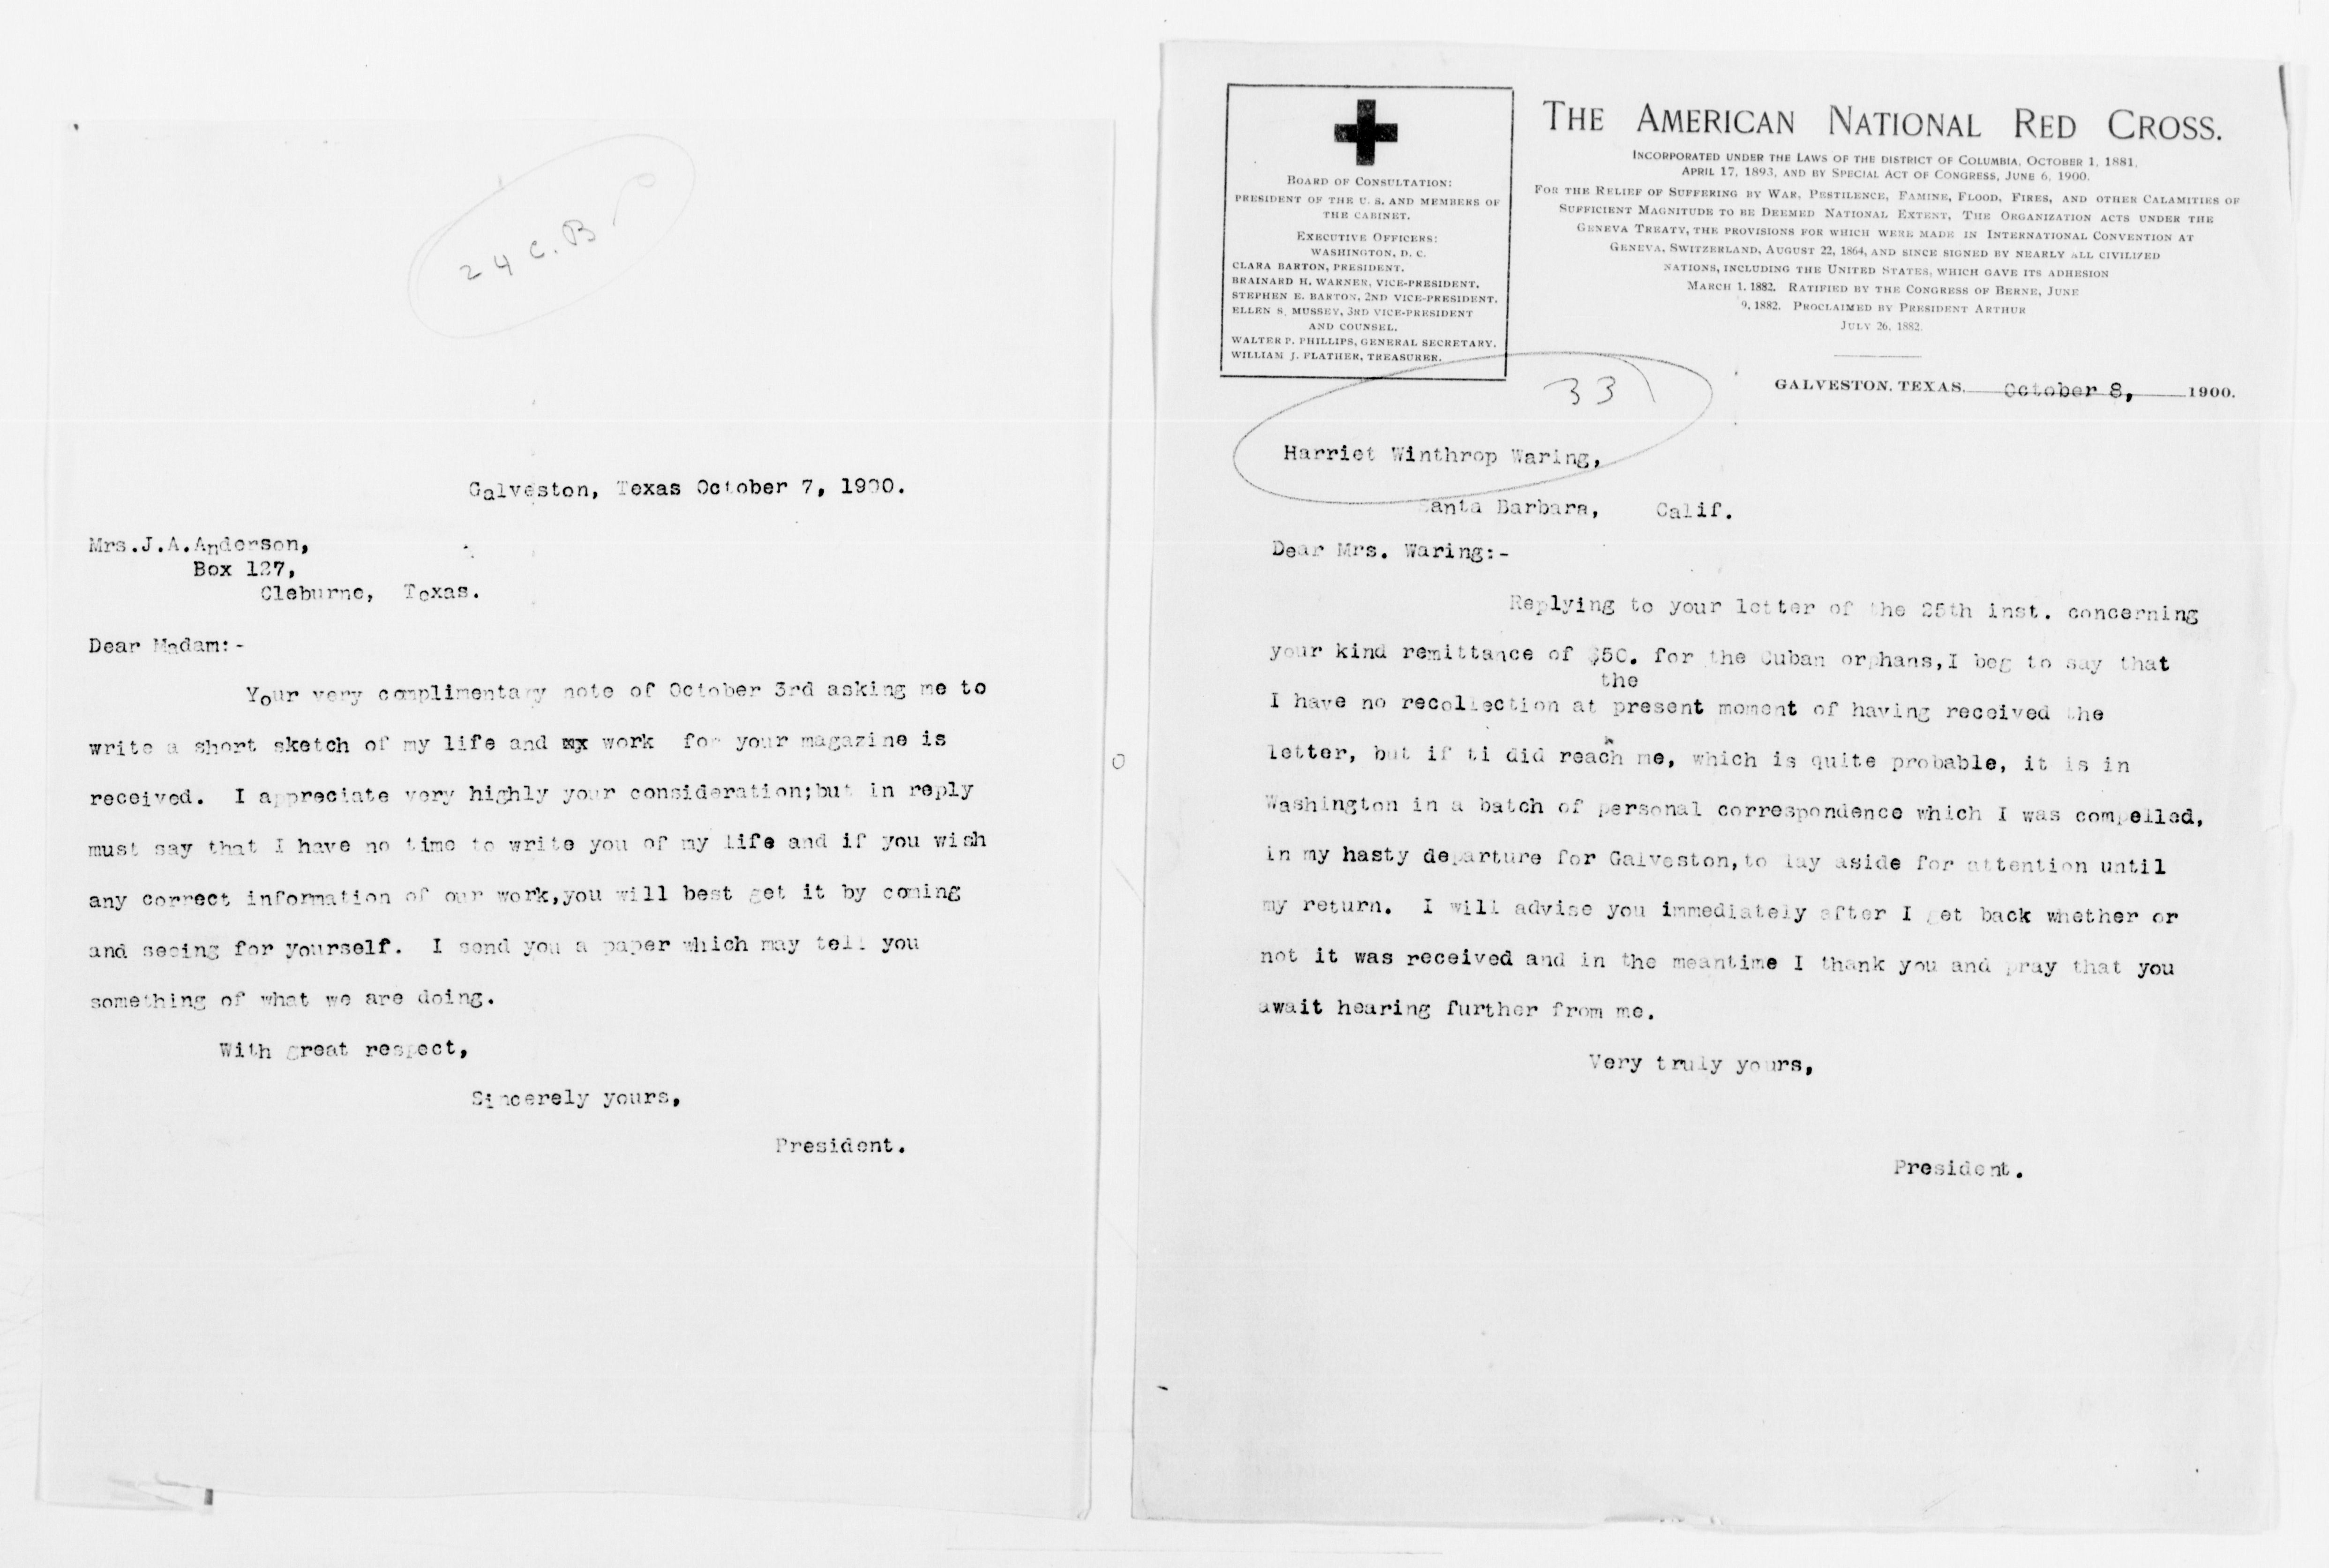 24 C. B
Galveston, Texas October 7, 1900.
Mrs.J.A.Anderson,
Box 127,
Cleburne, Texas.
Dear Madam:-
Your very complimentary note of October 3rd asking me to
write a short sketch of my life and my work for your magazine is
received. I appreciate very highly your consideration;but in reply
must say that I have no time to write you of my life and if you wish
any correct information of our work,you will best get it by coming
and seeing for yourself. I send you a paper which may tell you
something of what we are doing.
With great respect,
Sincerely yours,
President.
BOARD OF CONSULTATION:
PRESIDENT OF THE U. S. AND MEMBERS OF
THE CABINET.
EXECUTIVE OFFICERS:
WASHINGTON, D. C.
CLARA BARTON, PRESIDENT.
BRAINARD H. WARNER, VICE-PRESIDENT.
STEPHEN E. BARTON, 2ND VICE-PRESIDENT.
ELLEN S. MUSSEY, 3RD VICE-PRESIDENT
AND COUNSEL.
WALTER P. PHILLIPS, GENERAL SECRETARY.
WILLIAM J. FLATHER, TREASURER.
THE AMERICAN NATIONAL RED CROSS.
INCORPORATED UNDER THE LAWS OF THE DISTRICT OF COLUMBIA, OCTOBER 1, 1881,
APRIL 17, 1893, AND BY SPECIAL ACT OF CONGRESS, JUNE 6, 1900.
FOR THE RELIEF OF SUFFERING BY WAR, PESTILENCE, FAMINE, FLOOD, FIRES, AND OTHER CALAMITIES OF
SUFFICIENT MAGNITUDE TO BE DEEMED NATIONAL EXTENT. THE ORGANIZATION ACTS UNDER THE
GENEVA TREATY, THE PROVISIONS FOR WHICH WERE MADE IN INTERNATIONAL CONVENTION AT
GENEVA, SWITZERLAND, AUGUST 22, 1864, AND SINCE SIGNED BY NEARLY ALL CIVILIZED
NATIONS, INCLUDING THE UNITED STATES, WHICH GAVE ITS ADHESION
MARCH 1, 1882. RATIFIED BY THE CONGRESS OF BERNE, JUNE
9, 1882. PROCLAIMED BY PRESIDENT ARTHUR
JULY 26, 1882.
GALVESTON, TEXAS. October 8, 1900.
33
Harriet Winthrop Waring,
Santa Barbara, Calif.
Dear Mrs. Waring:-
Replying to your letter of the 25th inst. concerning
your kind remittance of $50. for the Cuban orphans,I beg to say that
the
I have no recollection at present moment of having received the
letter, but if ti did reach me, which is quite probable, it is in
Washington in a batch of personal correspondence which I was compelled,
in my hasty departure for Galveston,to lay aside for attention until
my return. I will advise you immediately after I get back whether or
not it was received and in the meantime I thank you and pray that you
await hearing further from me.
Very truly yours,
President.